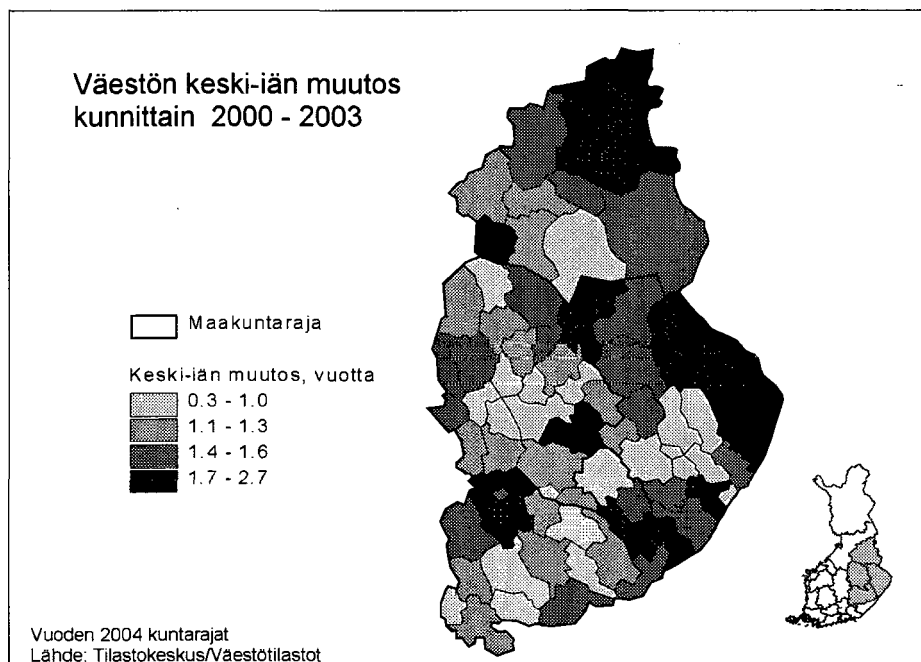 Väestön keski-iän muutos
kunnittain 2000 - 2003
Maakuntaraja
Keski-iän muutos, vuotta
0.3 - 1.0
1.1 - 1.3
1.4 - 1.6
1.7 - 2.7
Vuoden 2004 kuntarajat
Lähde: Tilastokeskus/Väestötilastot